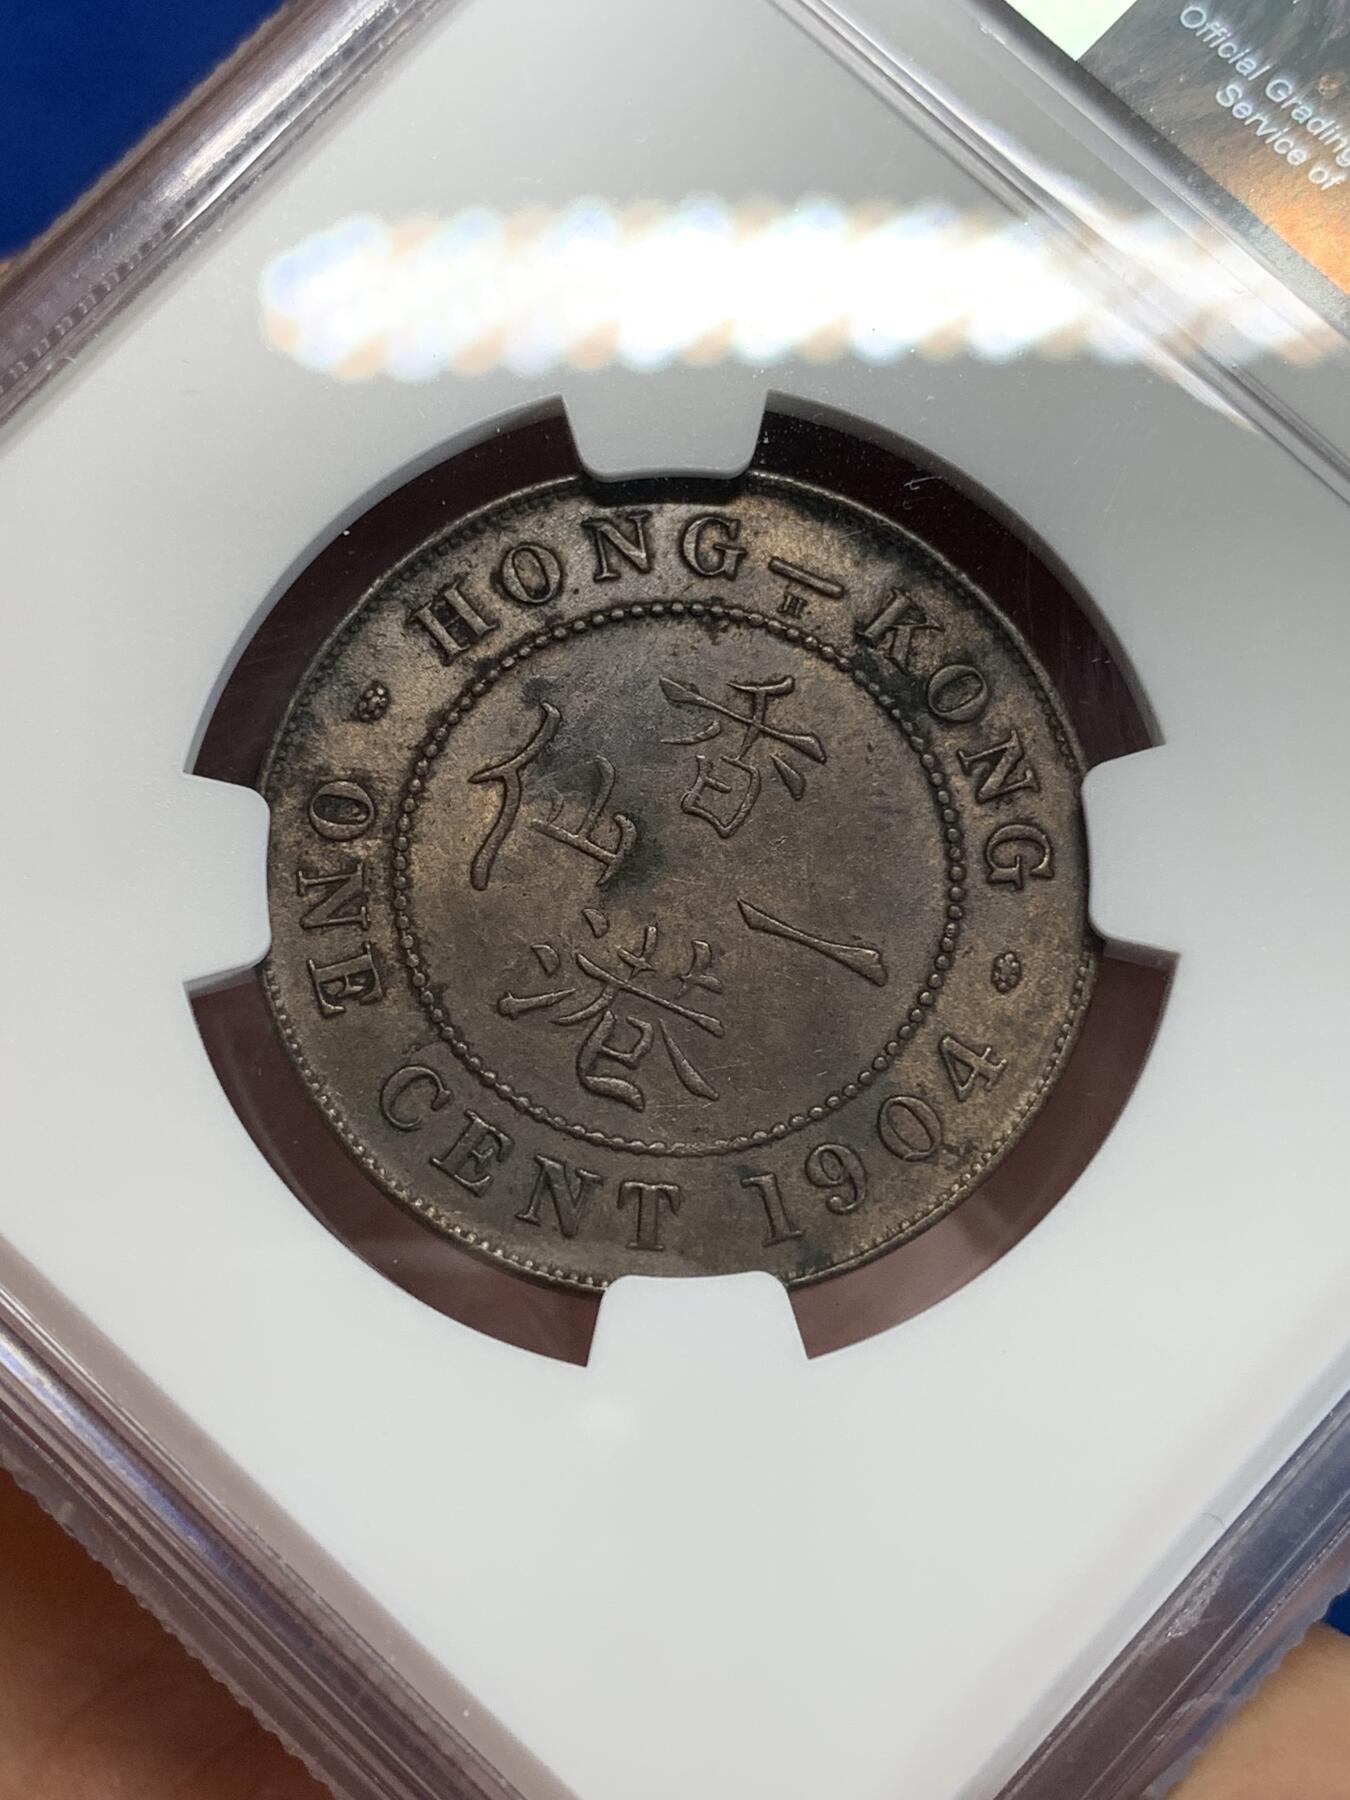 Official Grading
Service of
HONG-KONG
H
香
港
一
仙
ONE CENT 1904